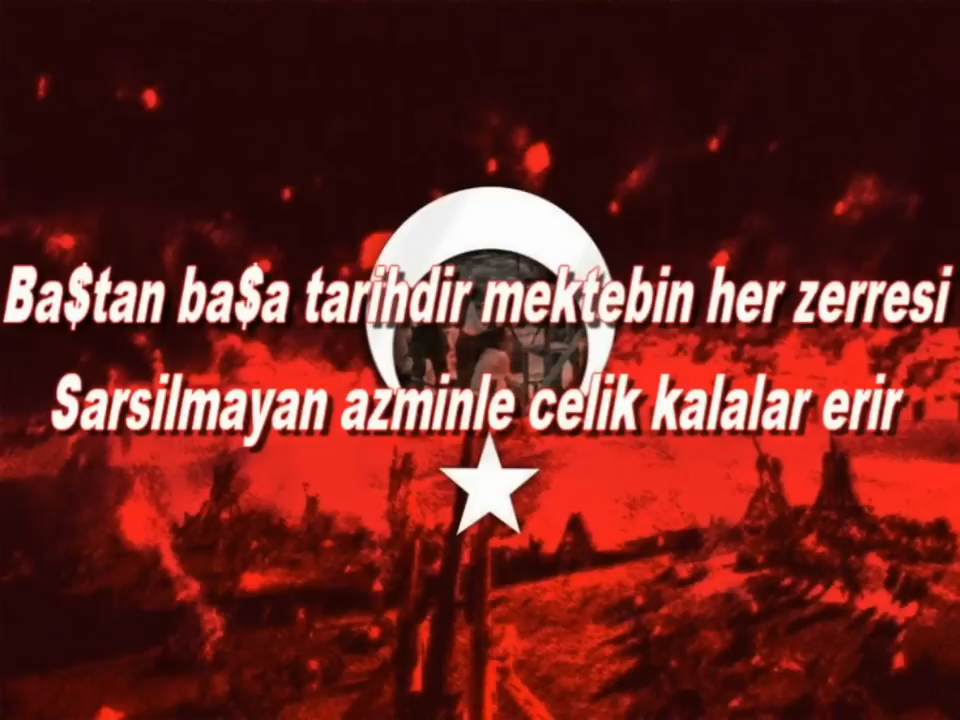 Ba$tan ba$a tarihdir mektebin her zerresi
Sarsilmayan azminle celik kalalar erir